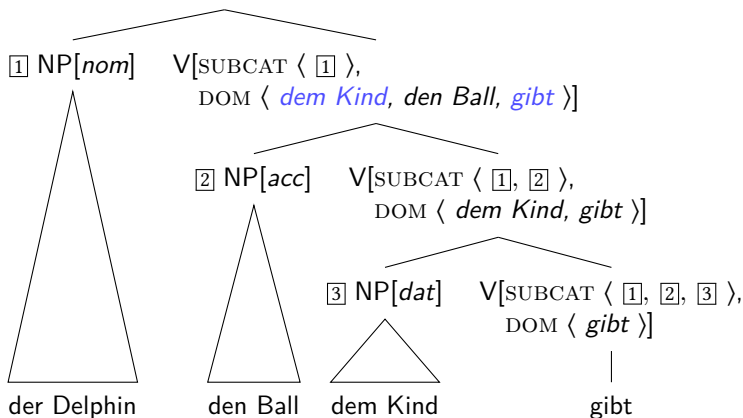 [1] NP[nom] V[SUBCAT ⟨ [1] ⟩,
DOM ⟨ dem Kind, den Ball, gibt ⟩]
[2] NP[acc] V[SUBCAT ⟨ [1], [2] ⟩,
DOM ⟨ dem Kind, gibt ⟩]
[3] NP[dat] V[SUBCAT ⟨ [1], [2], [3] ⟩,
DOM ⟨ gibt ⟩]
der Delphin den Ball dem Kind gibt